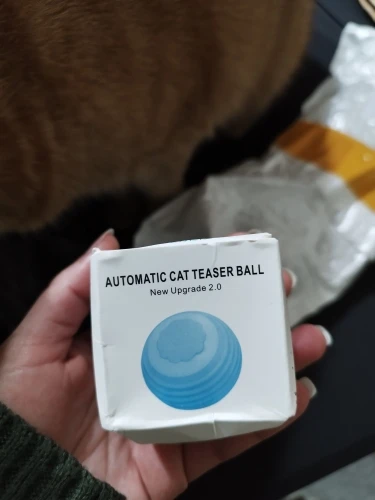 AUTOMATIC CAT TEASER BALL
New Upgrade 2.0